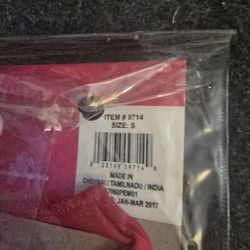 ITEM # 9714
SIZE: S
MADE IN
CHENNAI / TAMILNADU / INDIA
JAN-MAR 2017